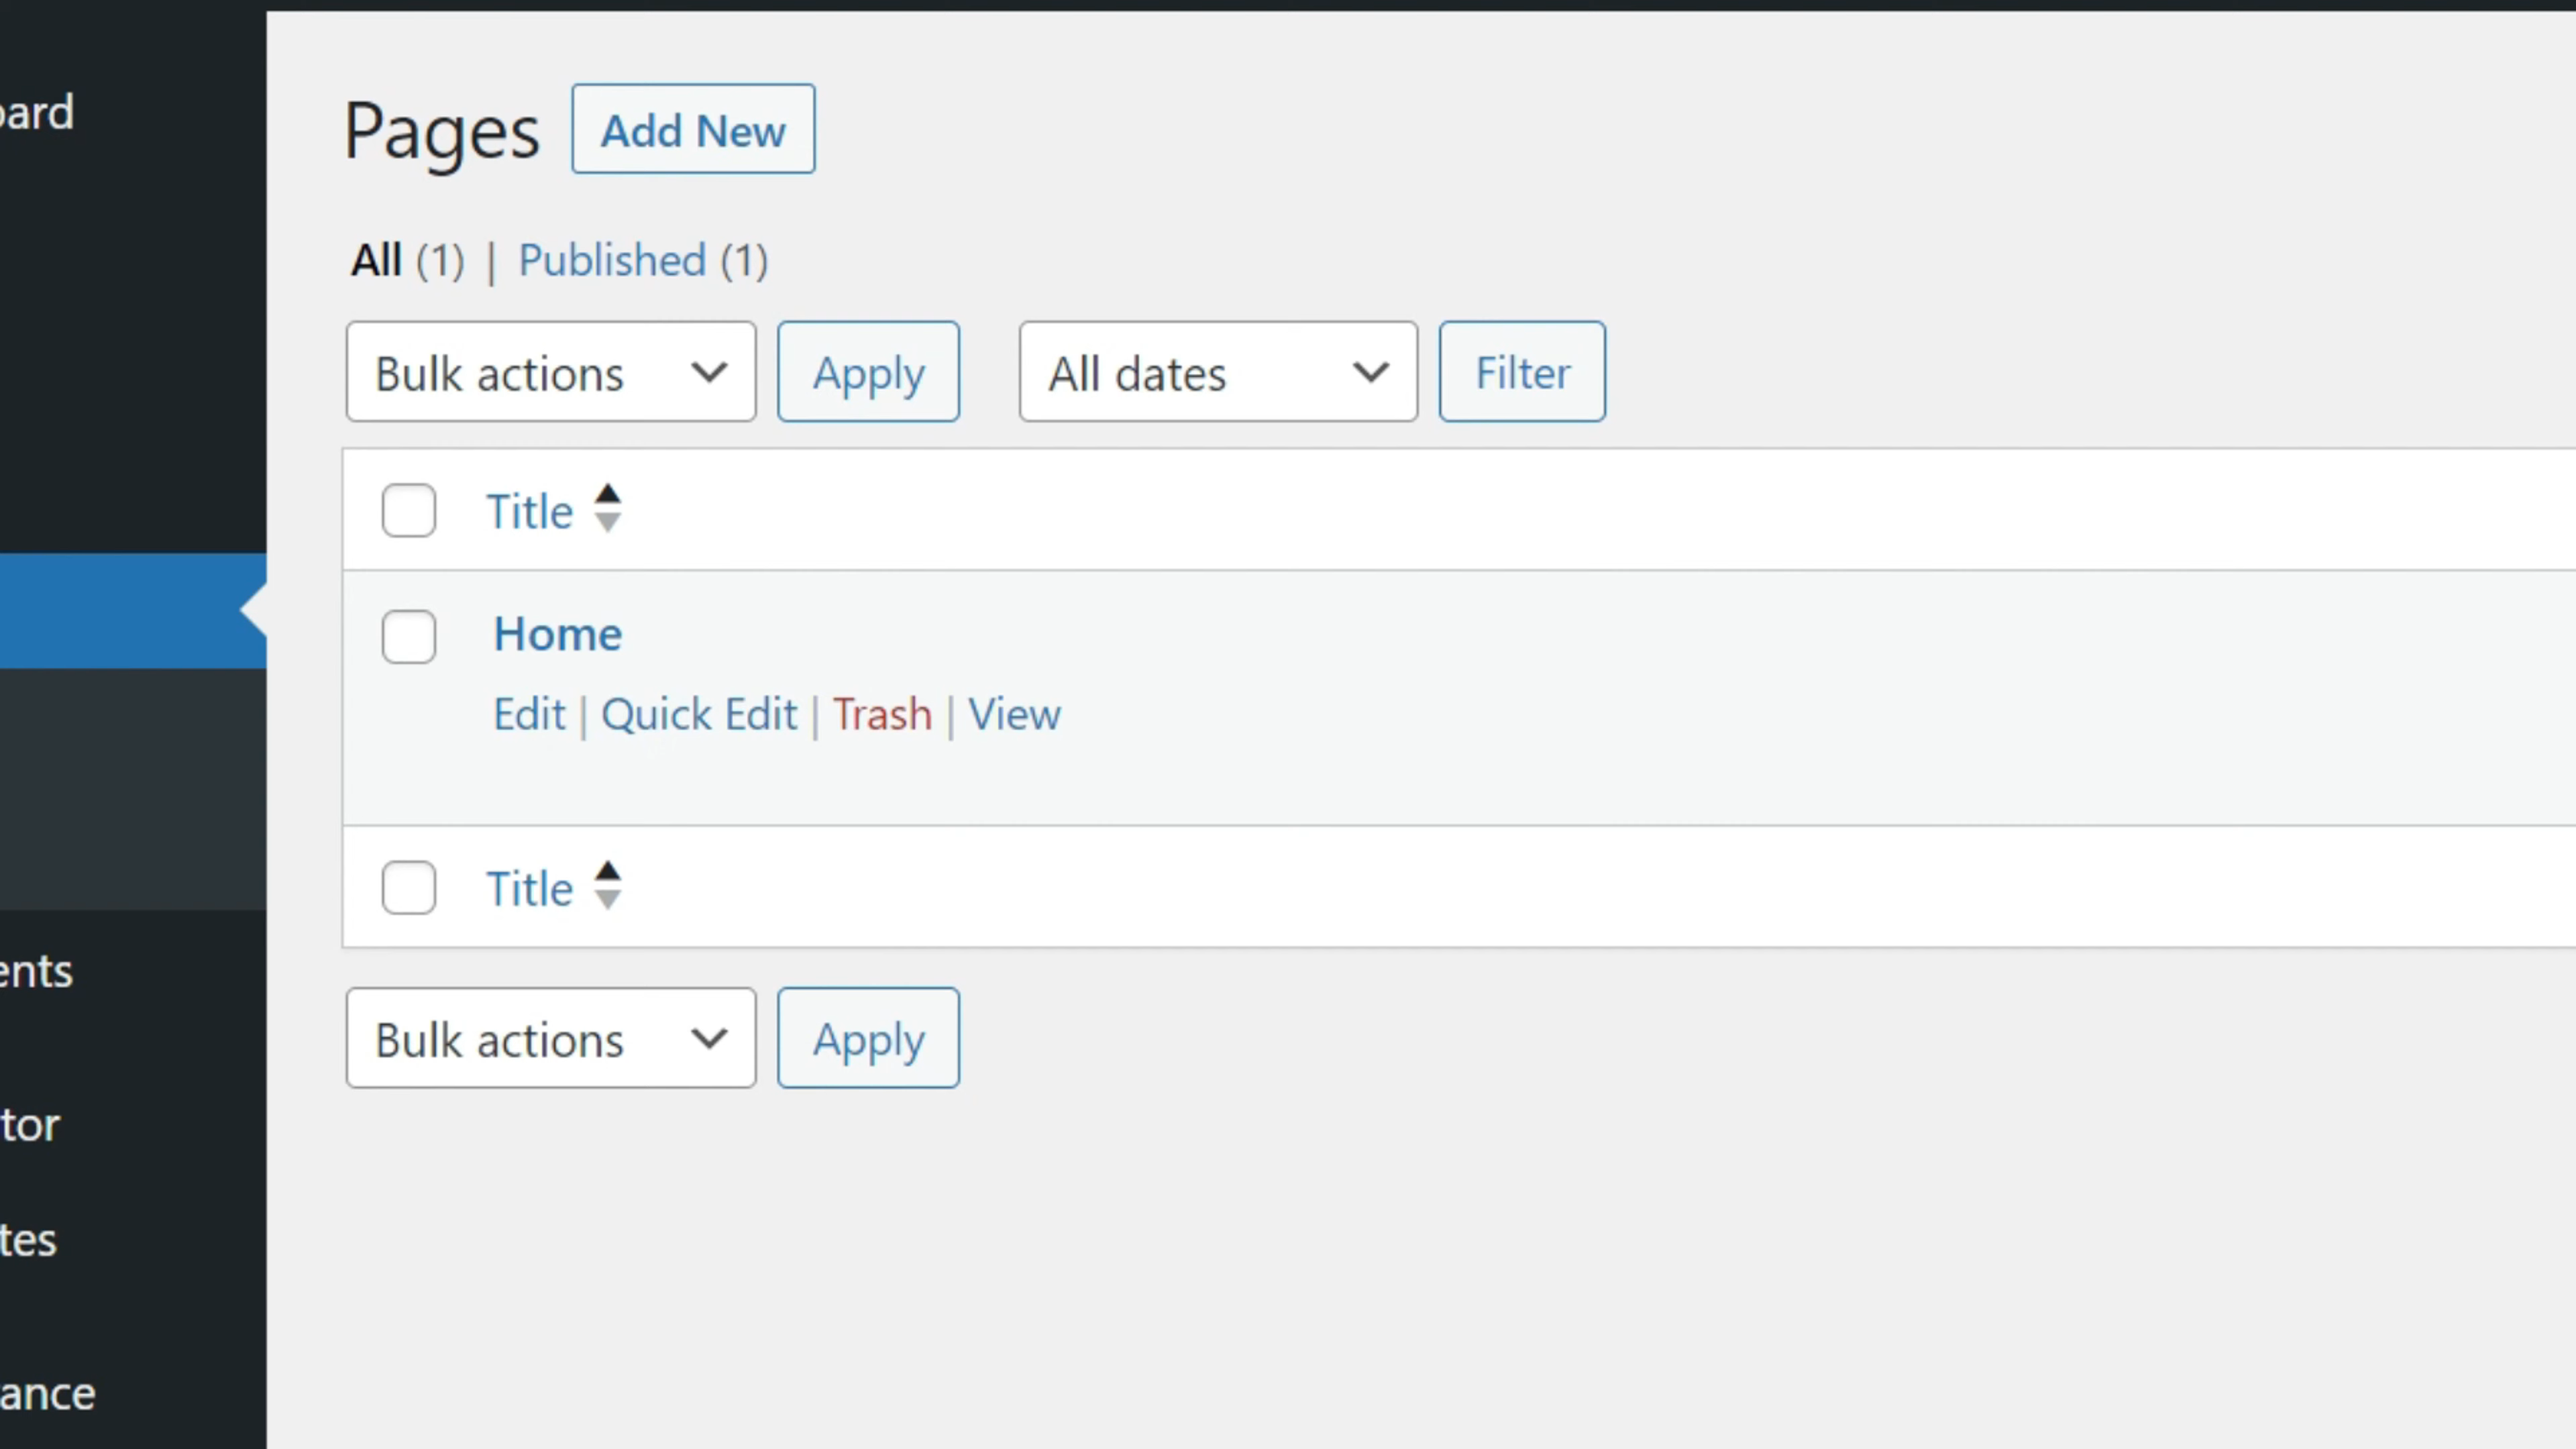 Pages Add New
All (1) | Published (1)
Bulk actions Apply All dates Filter
Title
Home
Edit | Quick Edit | Trash | View
Title
Bulk actions Apply
oard
ents
tor
tes
ance